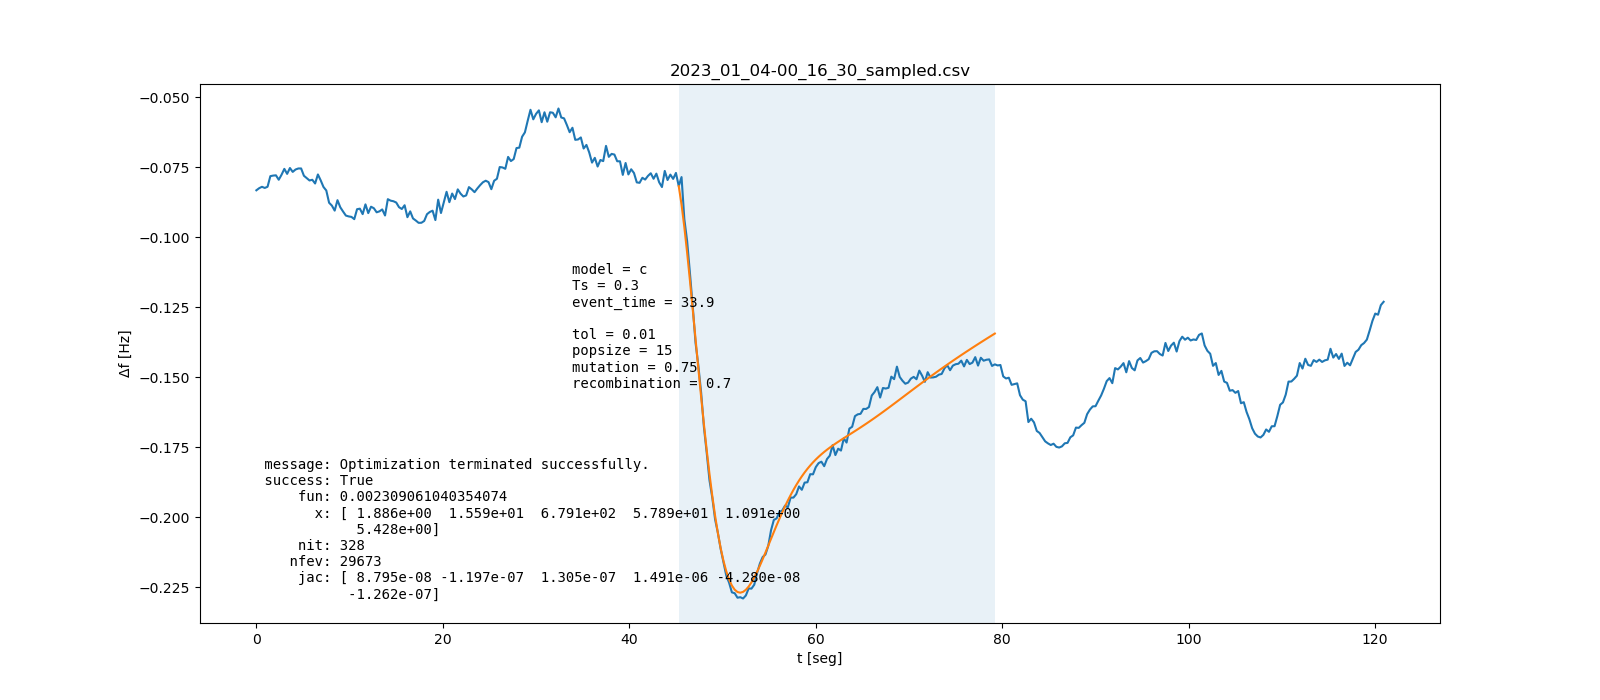 2023_01_04-00_16_30_sampled.csv
−0.050
−0.075
−0.100
−0.125
−0.150
−0.175
−0.200
−0.225
Δf [Hz]
model = c
Ts = 0.3
event_time = 33.9
tol = 0.01
popsize = 15
mutation = 0.75
recombination = 0.7
message: Optimization terminated successfully.
success: True
fun: 0.002309061040354074
x: [ 1.886e+00 1.559e+01 6.791e+02 5.789e+01 1.091e+00
5.428e+00]
nit: 328
nfev: 29673
jac: [ 8.795e-08 -1.197e-07 1.305e-07 1.491e-06 -4.280e-08
-1.262e-07]
0 20 40 60 80 100 120
t [seg]